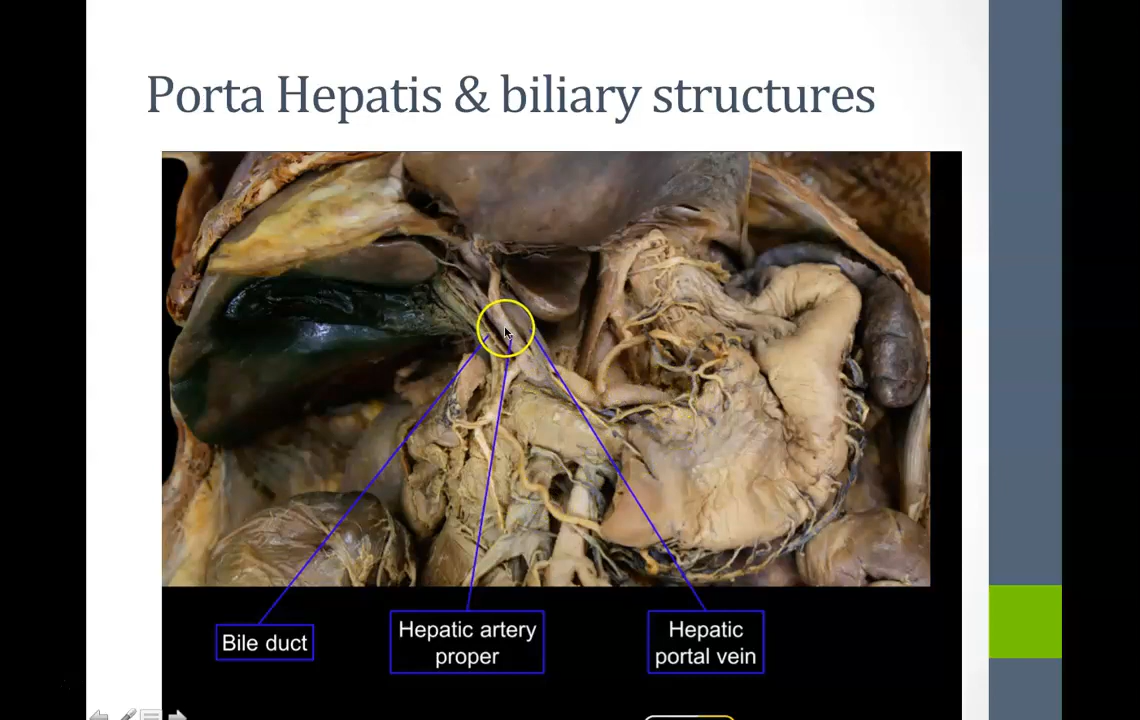 Porta Hepatis & biliary structures
Bile duct
Hepatic artery
proper
Hepatic
portal vein